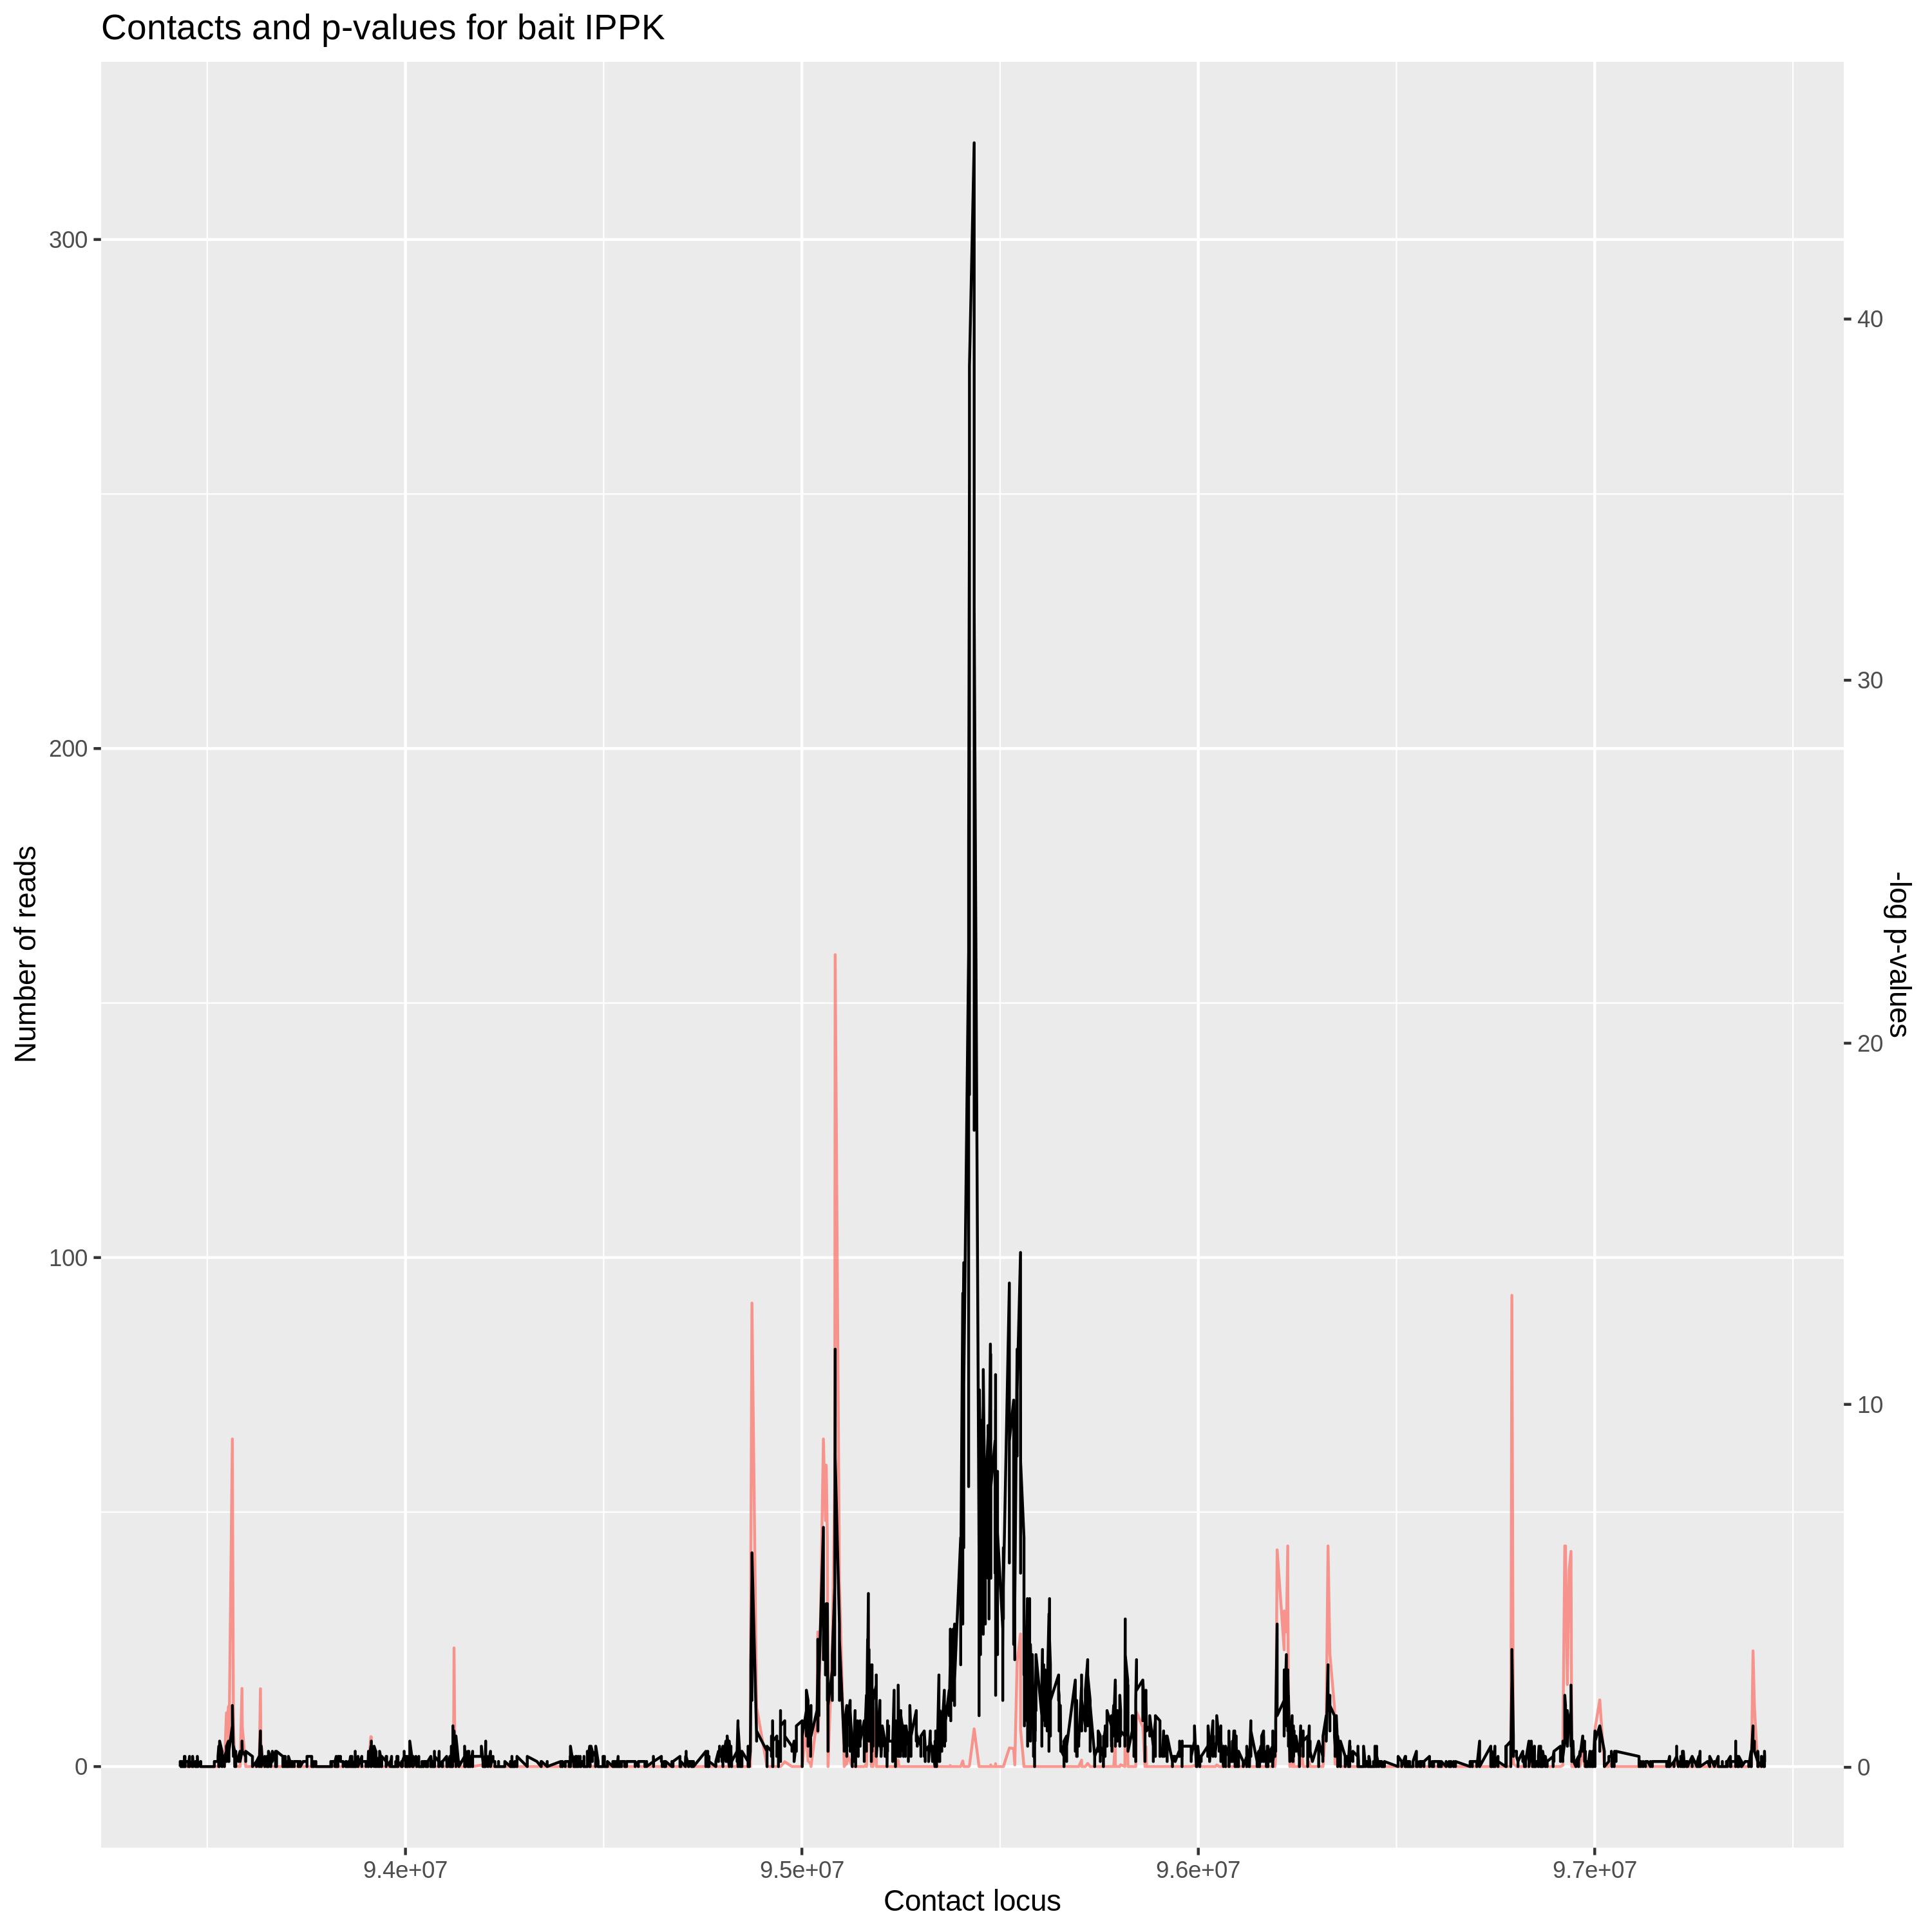 Contacts and p-values for bait IPPK
Number of reads
300
200
100
0
-log p-values
40
30
20
10
0
9.4e+07
9.5e+07
9.6e+07
9.7e+07
Contact locus